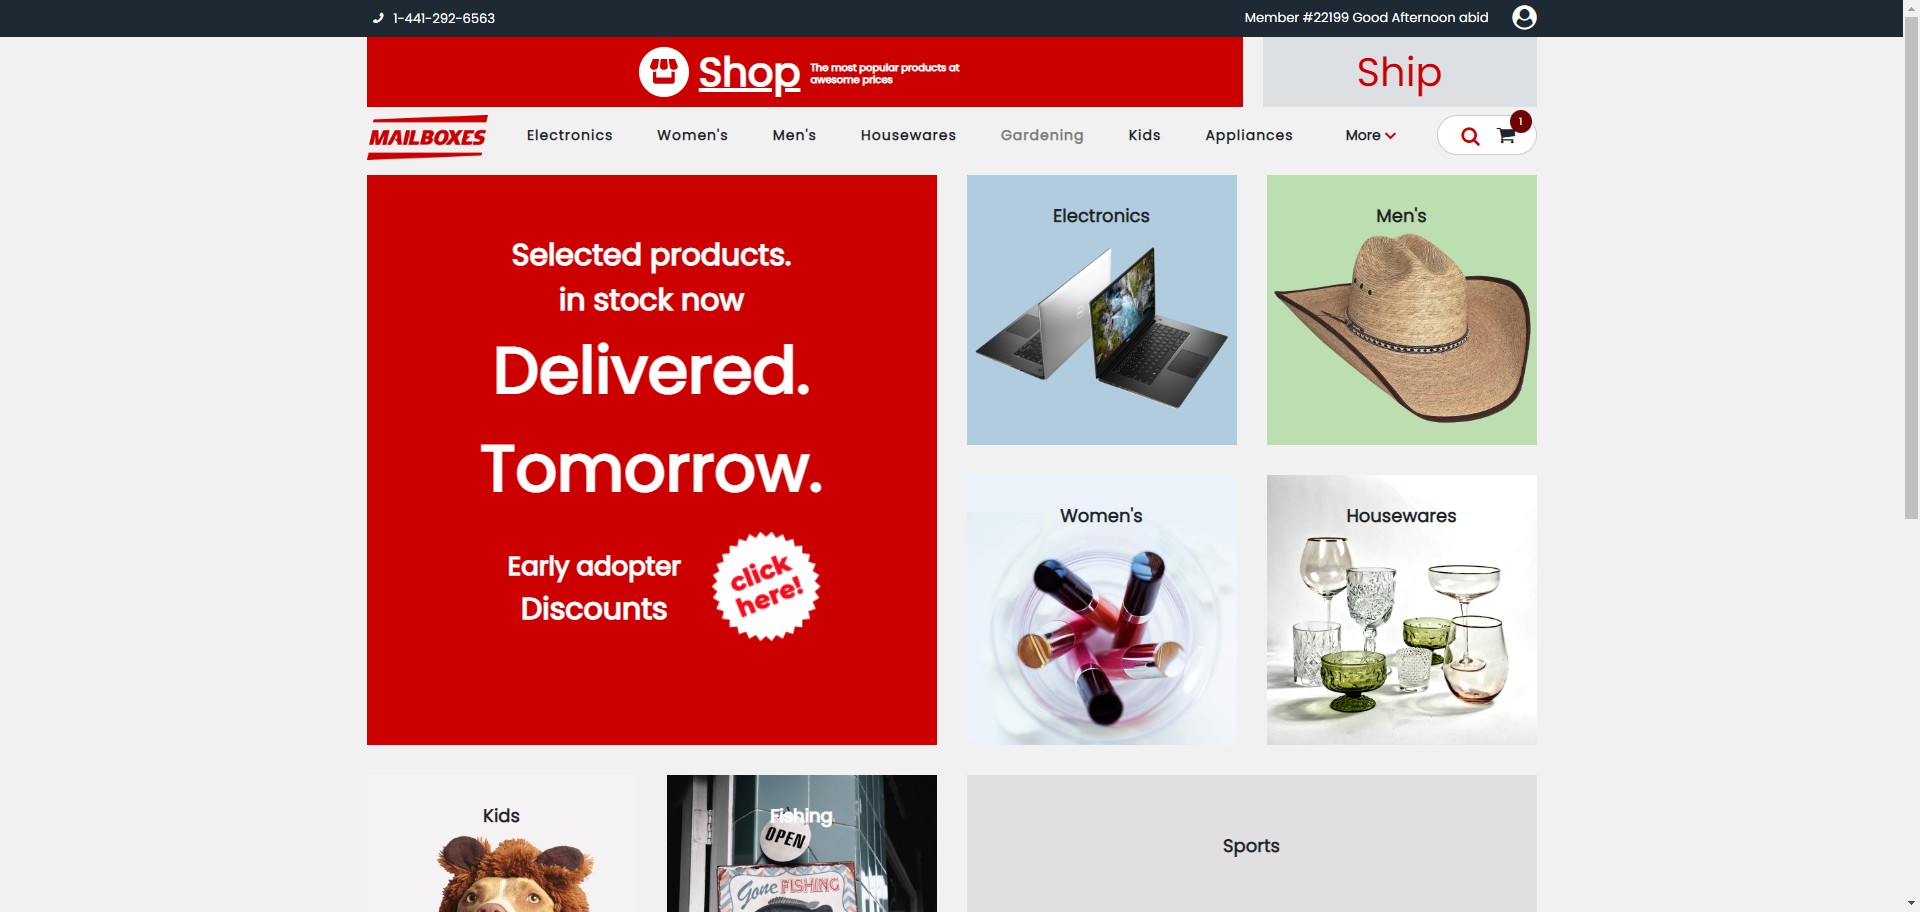 1-441-292-6563
Member #22199 Good Afternoon abid
Shop
The most popular products at
awesome prices
Ship
MAILBOXES
Electronics
Women's
Men's
Housewares
Gardening
Kids
Appliances
More
1
Selected products.
in stock now
Delivered.
Tomorrow.
Early adopter
Discounts
click
here!
Electronics
Men's
Women's
Housewares
Kids
Fishing
OPEN
Gone FISHING
Sports